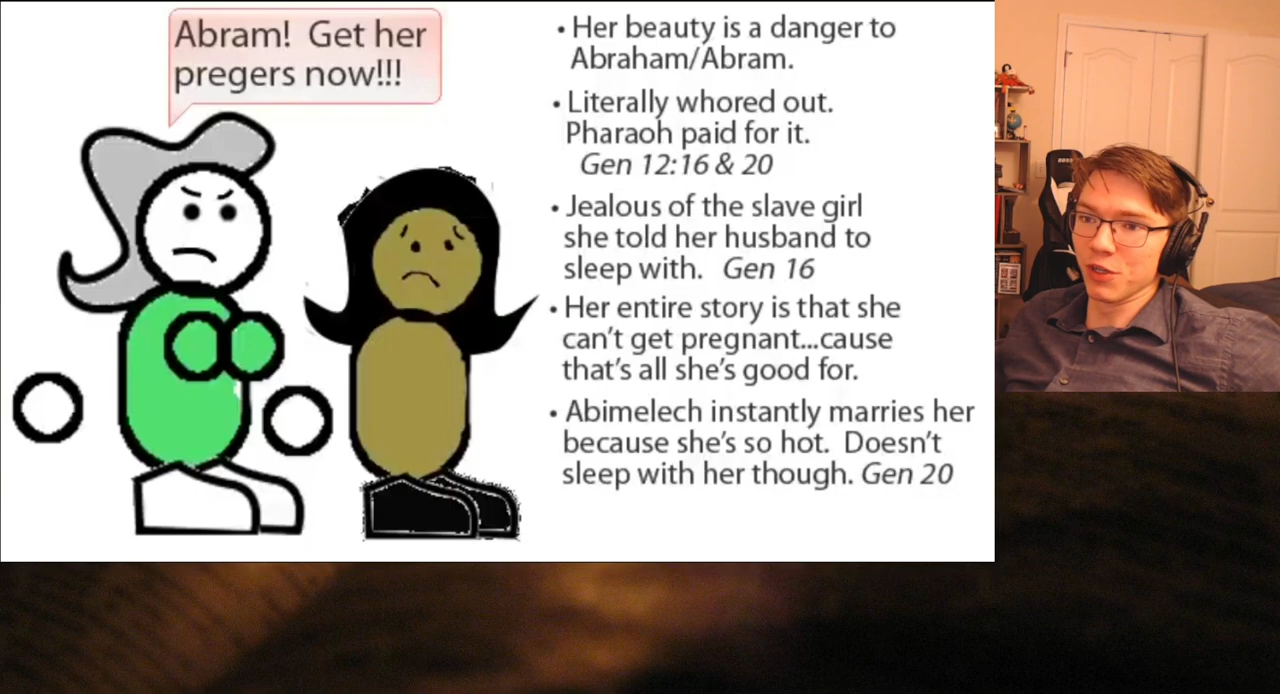 Abram! Get her
pregers now!!!
• Her beauty is a danger to
Abraham/Abram.
• Literally whored out.
Pharaoh paid for it.
Gen 12:16 & 20
• Jealous of the slave girl
she told her husband to
sleep with. Gen 16
• Her entire story is that she
can't get pregnant...cause
that's all she's good for.
• Abimelech instantly marries her
because she's so hot. Doesn't
sleep with her though. Gen 20